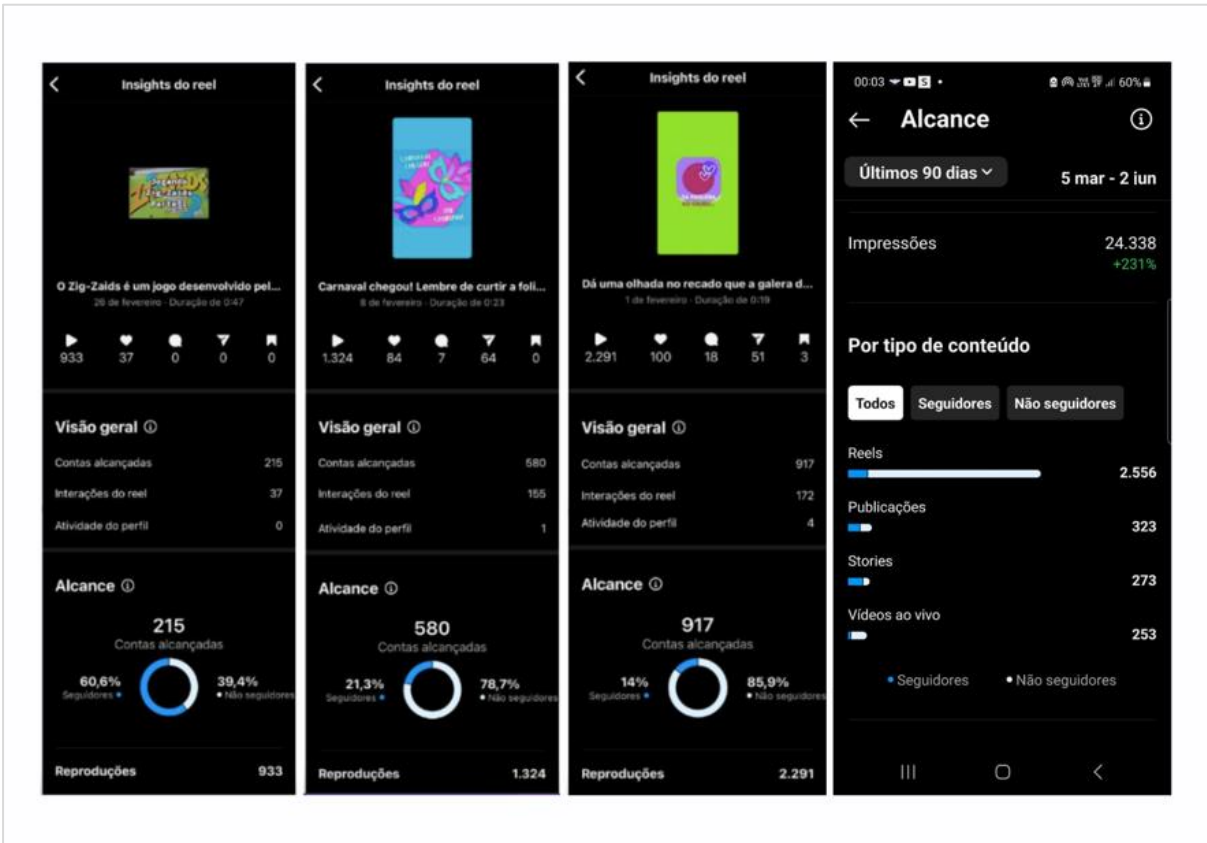 Insights do reel
Jogando
Zig-Zaids
O Zig-Zaids é um jogo desenvolvido pel...
26 de fevereiro · Duração de 0:47
933 37 0 0 0
Visão geral
Contas alcançadas 215
Interações do reel 37
Atividade do perfil 0
Alcance
215
Contas alcançadas
60,6% 39,4%
Seguidores Não seguidores
Reproduções 933
Insights do reel
Carnaval chegou! Lembre de curtir a foli...
8 de fevereiro · Duração de 0:23
1.324 84 7 64 0
Visão geral
Contas alcançadas 580
Interações do reel 155
Atividade do perfil 1
Alcance
580
Contas alcançadas
21,3% 78,7%
Seguidores Não seguidores
Reproduções 1.324
Insights do reel
Dá uma olhada no recado que a galera d...
1 de fevereiro · Duração de 0:19
2.291 100 18 51 3
Visão geral
Contas alcançadas 917
Interações do reel 172
Atividade do perfil 4
Alcance
917
Contas alcançadas
14% 85,9%
Seguidores Não seguidores
Reproduções 2.291
00:03 S 60%
Alcance
Últimos 90 dias 5 mar - 2 jun
Impressões 24.338
+231%
Por tipo de conteúdo
Todos Seguidores Não seguidores
Reels
2.556
Publicações
323
Stories
273
Vídeos ao vivo
253
Seguidores Não seguidores